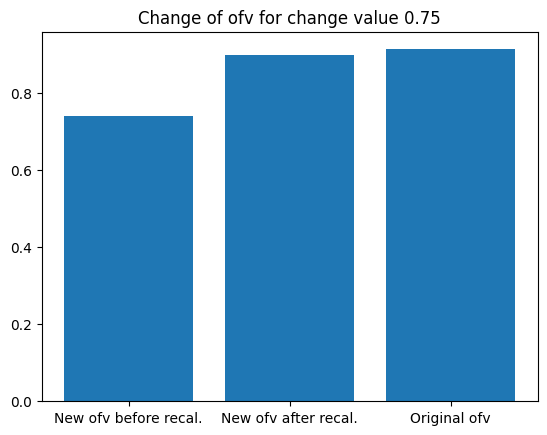 Change of ofv for change value 0.75
0.8
0.6
0.4
0.2
0.0
New ofv before recal. New ofv after recal. Original ofv